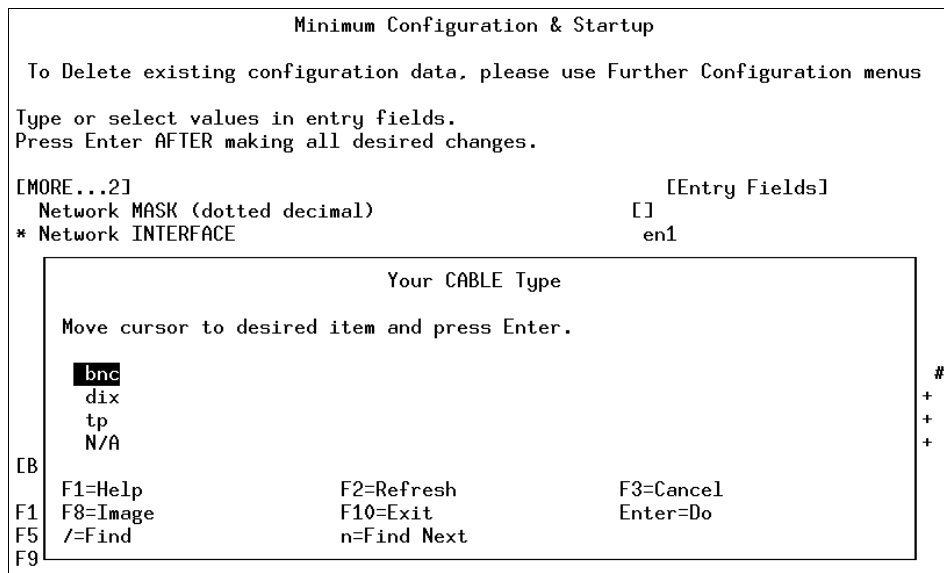 Minimum Configuration & Startup
To Delete existing configuration data, please use Further Configuration menus
Type or select values in entry fields.
Press Enter AFTER making all desired changes.
[MORE...2] [Entry Fields]
Network MASK (dotted decimal) []
* Network INTERFACE en1
Your CABLE Type
Move cursor to desired item and press Enter.
bnc #
dix +
tp +
N/A +
[B
F1=Help F2=Refresh F3=Cancel
F1 F8=Image F10=Exit Enter=Do
F5 /=Find n=Find Next
F9